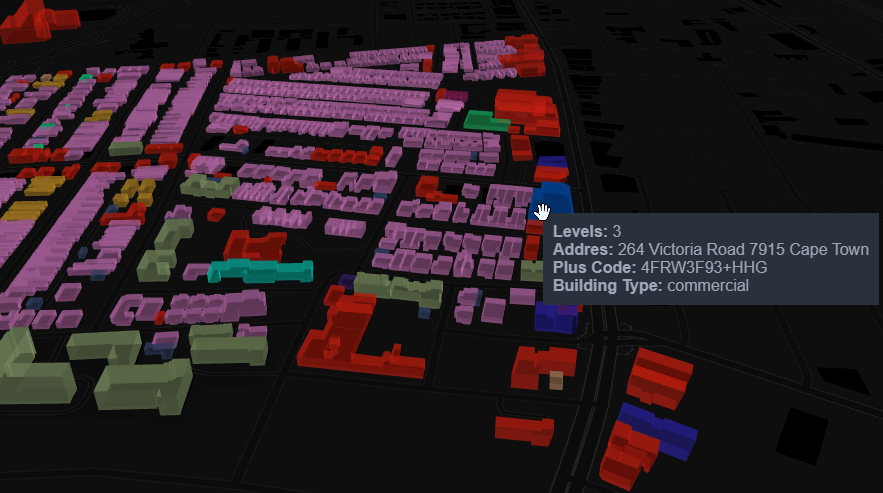 Levels: 3
Addres: 264 Victoria Road 7915 Cape Town
Plus Code: 4FRW3F93+HHG
Building Type: commercial